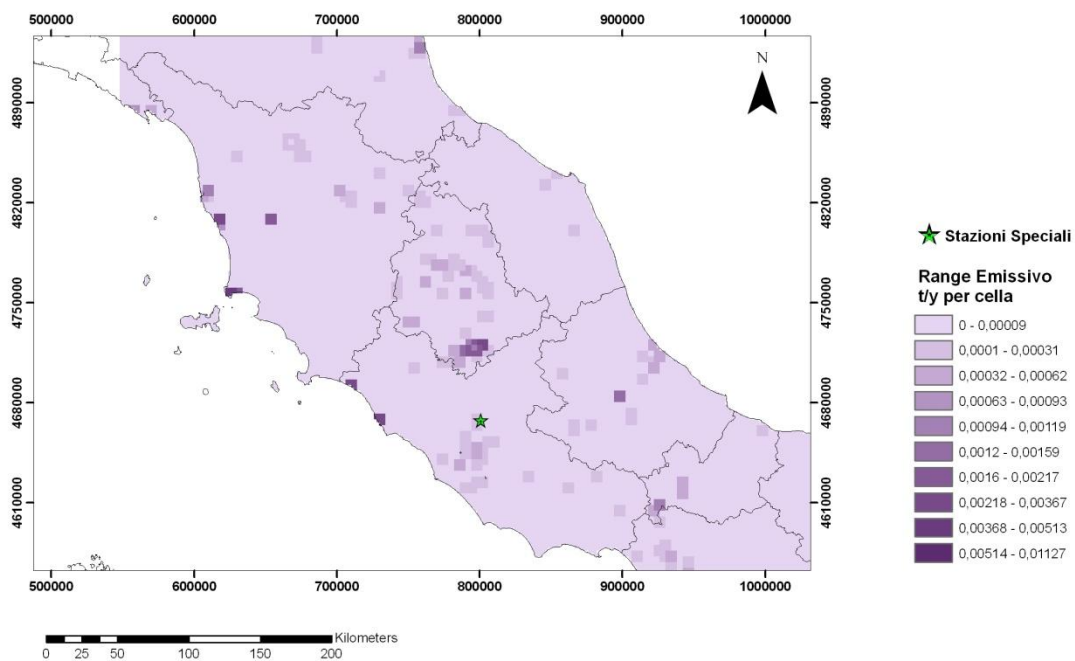 500000 600000 700000 800000 900000 1000000
N
4890000 4890000
4820000 4820000
4750000 4750000
4680000 4680000
4610000 4610000
500000 600000 700000 800000 900000 1000000
Stazioni Speciali
Range Emissivo
t/y per cella
0 - 0,00009
0,0001 - 0,00031
0,00032 - 0,00062
0,00063 - 0,00093
0,00094 - 0,00119
0,0012 - 0,00159
0,0016 - 0,00217
0,00218 - 0,00367
0,00368 - 0,00513
0,00514 - 0,01127
Kilometers
0 25 50 100 150 200